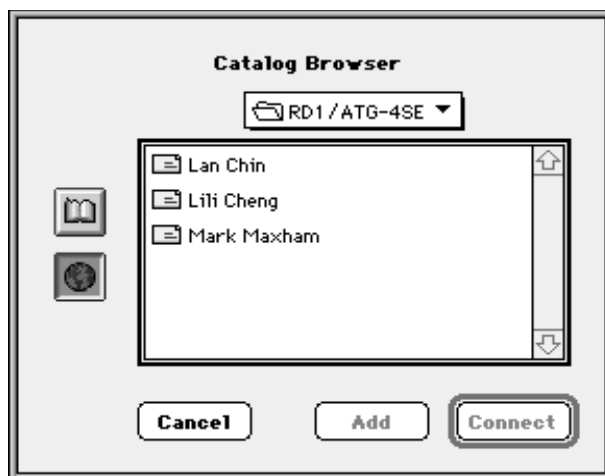 Catalog Browser
RD1/ATG-4SE
Lan Chin
Lili Cheng
Mark Maxham
Cancel Add Connect